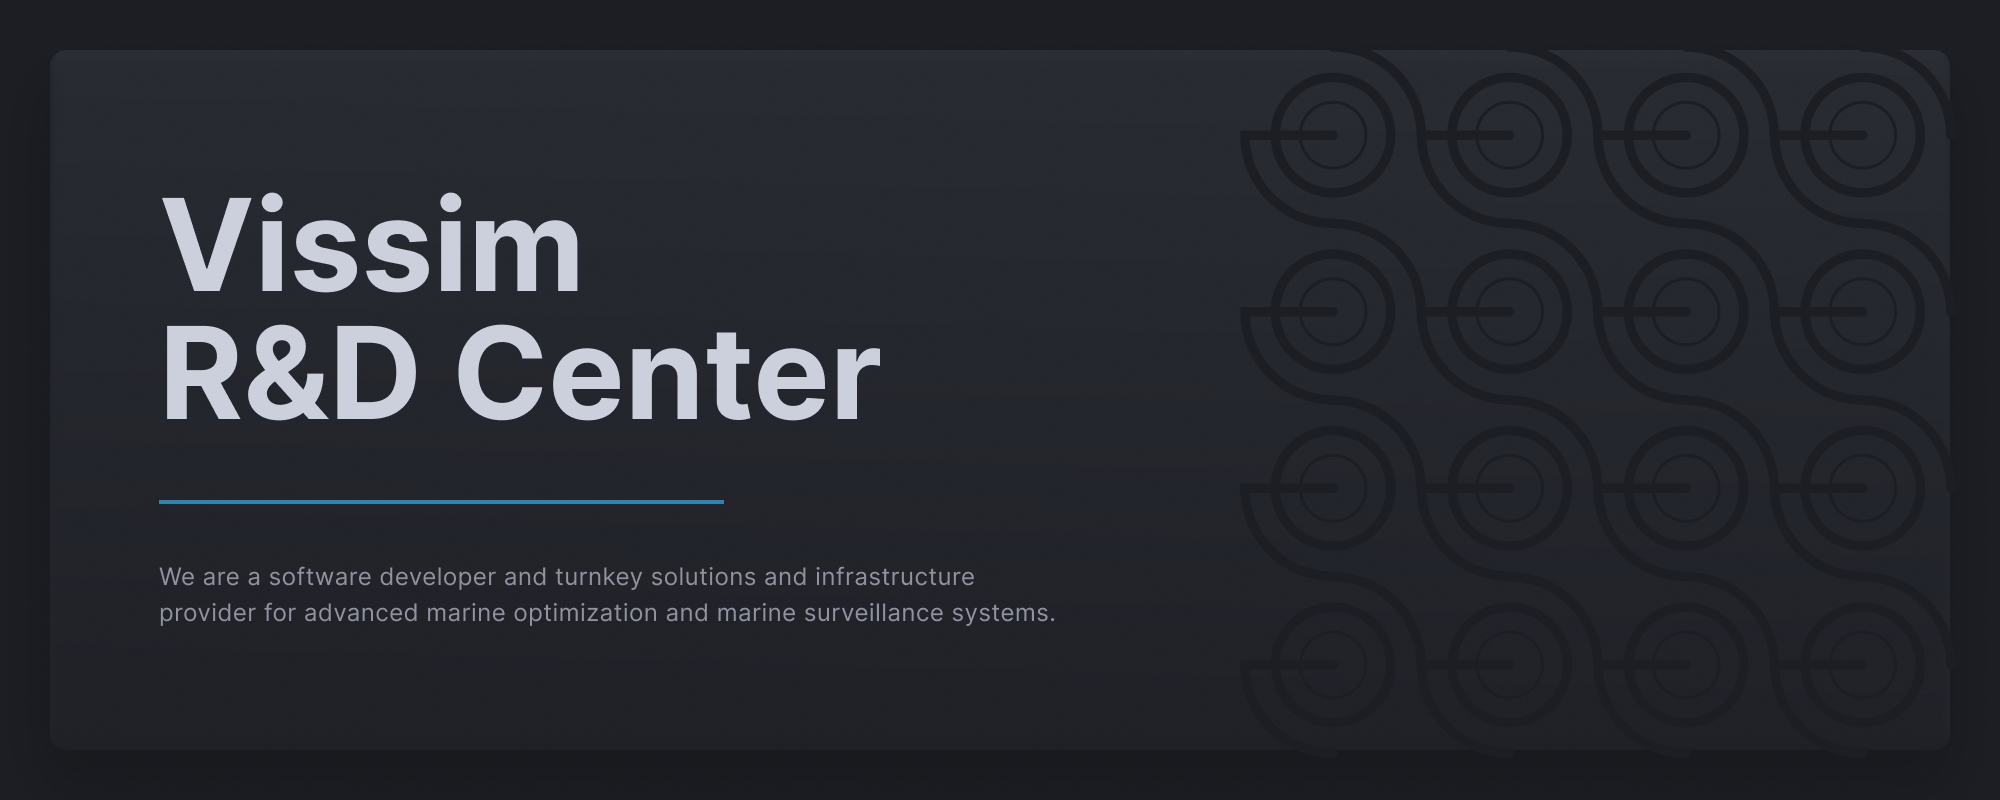 Vissim
R&D Center
We are a software developer and turnkey solutions and infrastructure
provider for advanced marine optimization and marine surveillance systems.